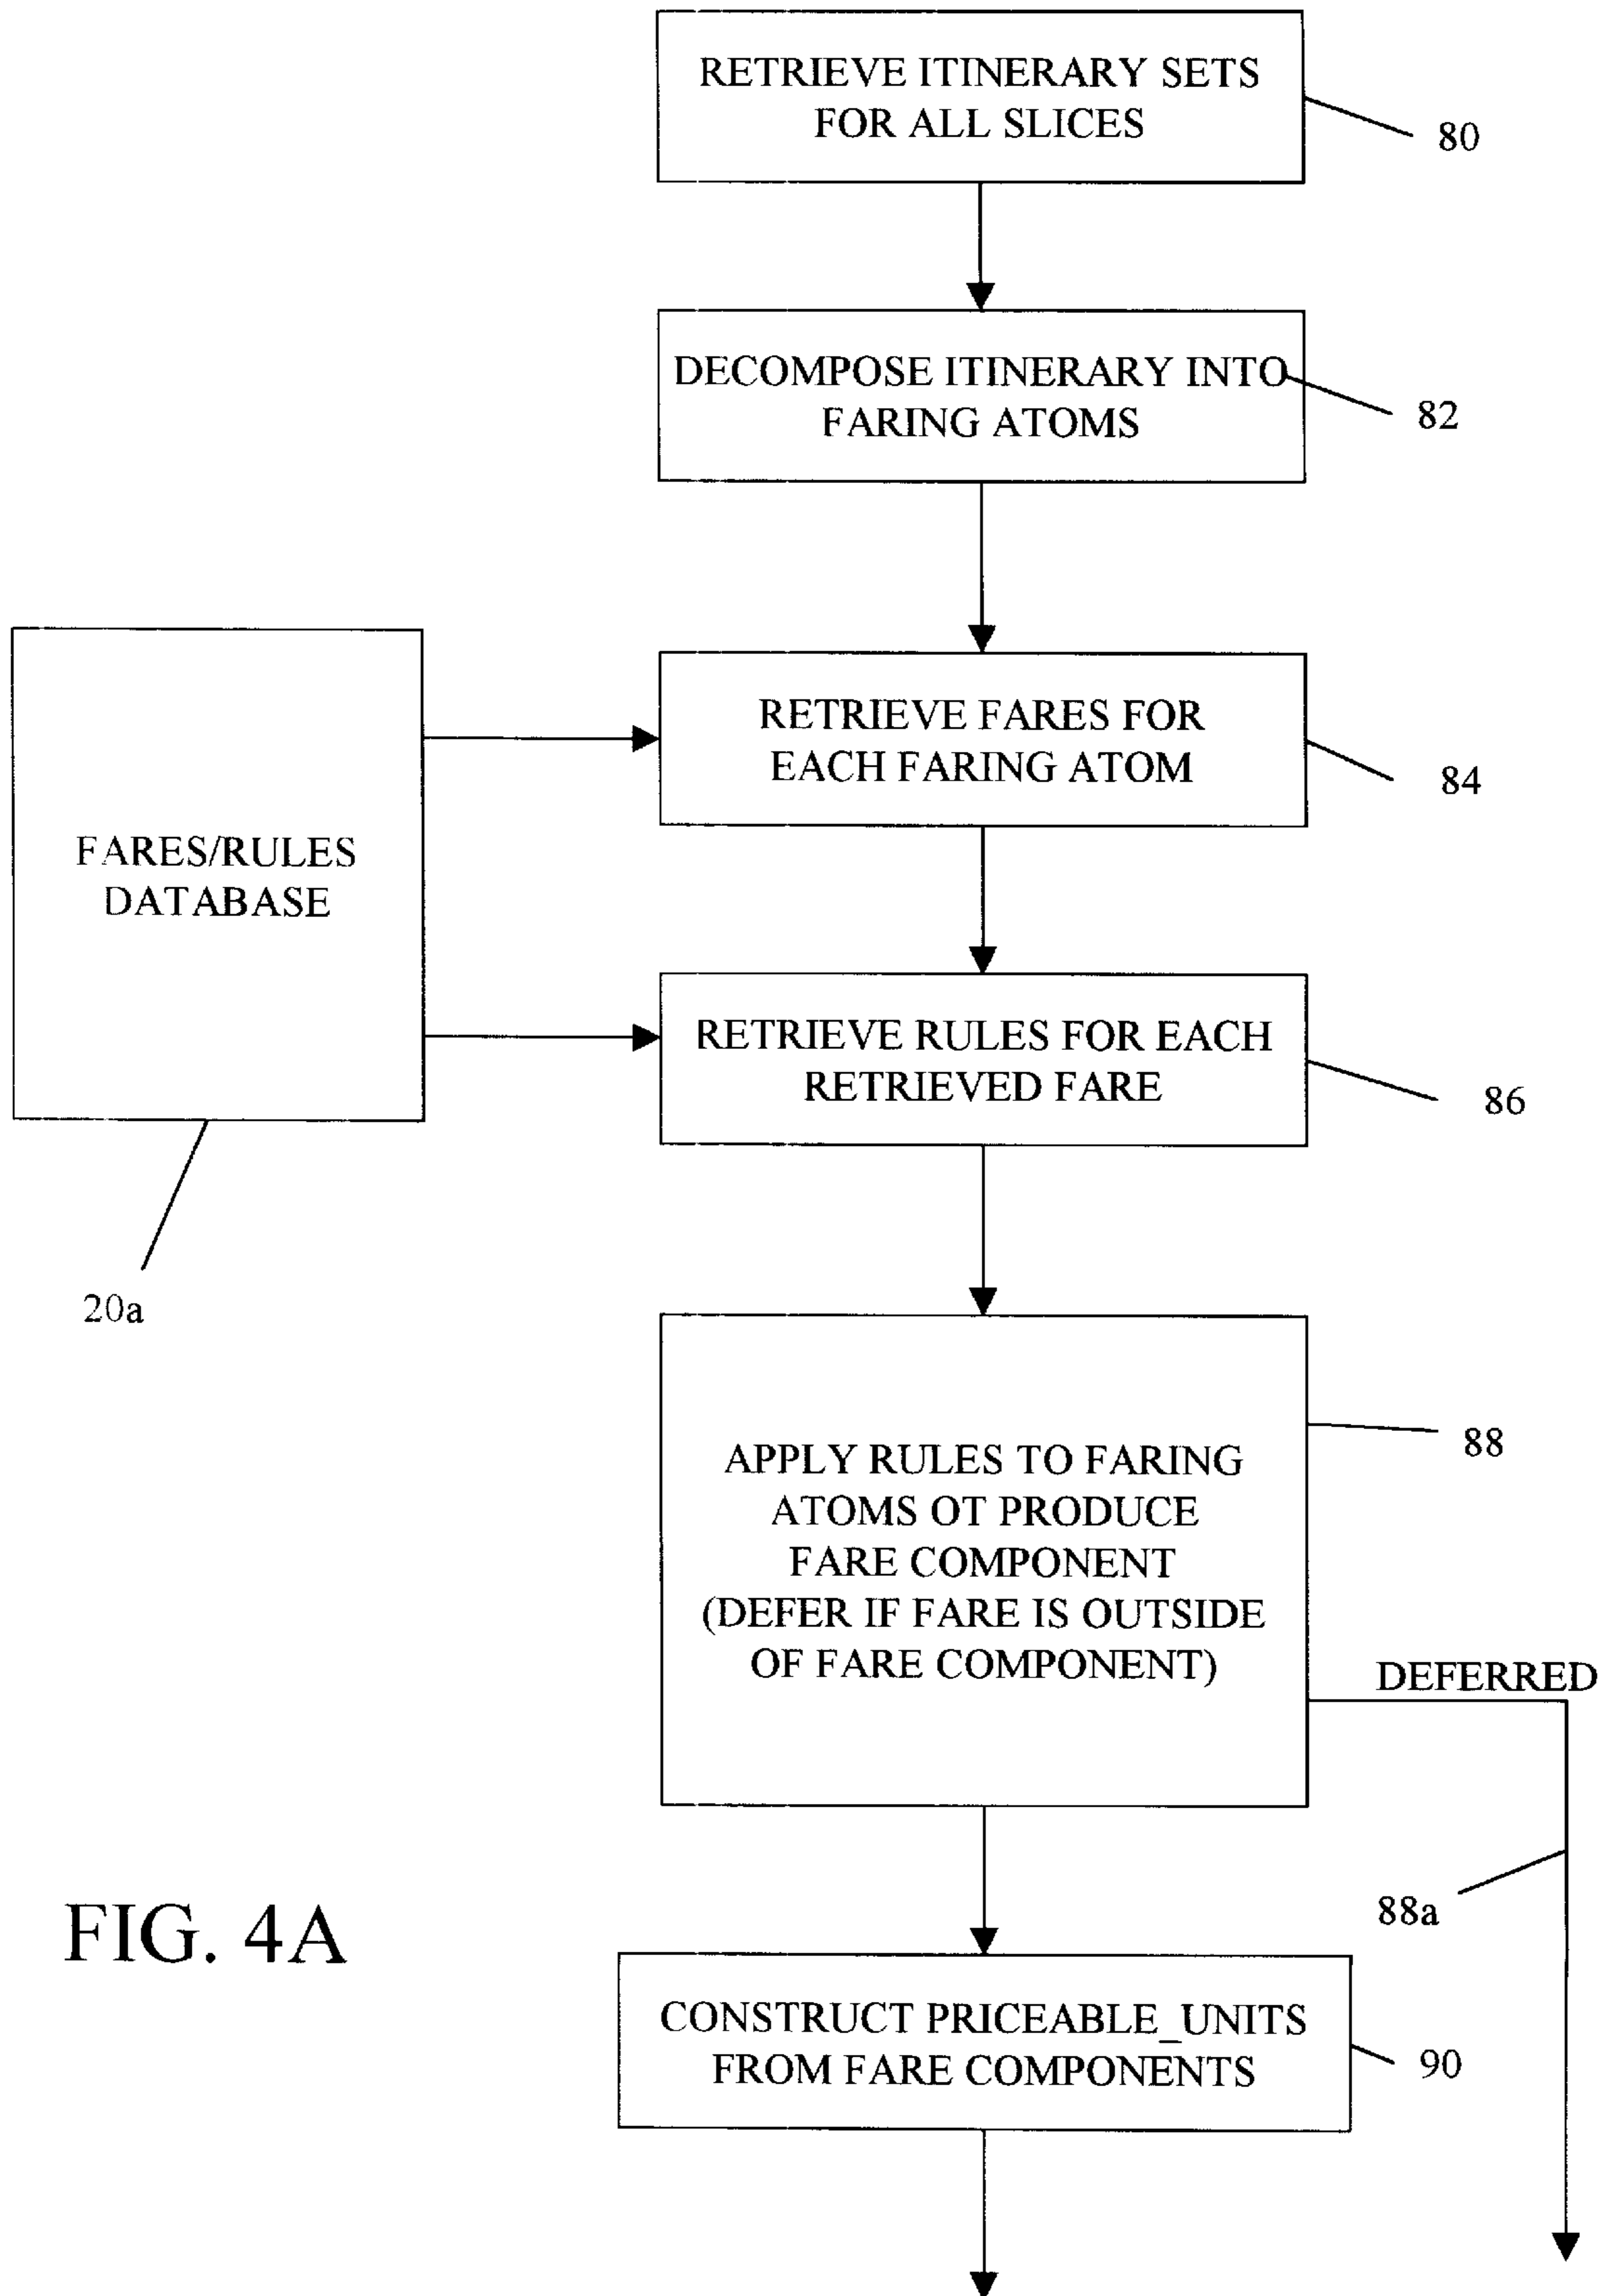 RETRIEVE ITINERARY SETS
FOR ALL SLICES
80
DECOMPOSE ITINERARY INTO
FARING ATOMS
82
FARES/RULES
DATABASE
20a
RETRIEVE FARES FOR
EACH FARING ATOM
84
RETRIEVE RULES FOR EACH
RETRIEVED FARE
86
APPLY RULES TO FARING
ATOMS OT PRODUCE
FARE COMPONENT
(DEFER IF FARE IS OUTSIDE
OF FARE COMPONENT)
88
DEFERRED
88a
CONSTRUCT PRICEABLE_UNITS
FROM FARE COMPONENTS
90
FIG. 4A